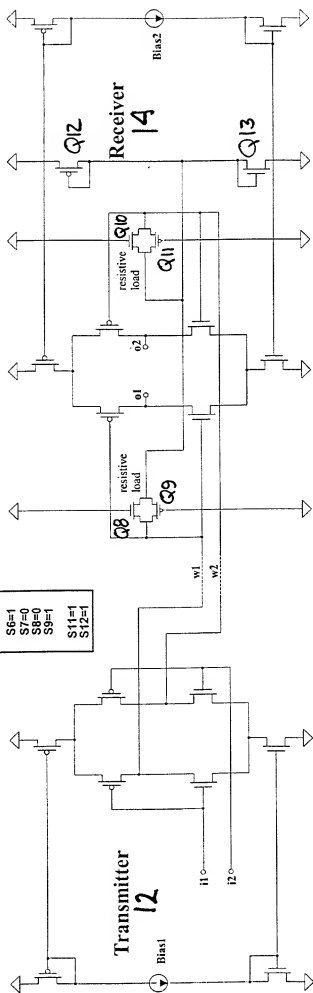 S6=1
S7=0
S8=0
S9=1
S11=1
S12=1
Transmitter
12
Bias1
i1
i2
w1
w2
Q8
Q9
resistive
load
o1
o2
resistive
load
Q10
Q11
Receiver
14
Q12
Q13
Bias2